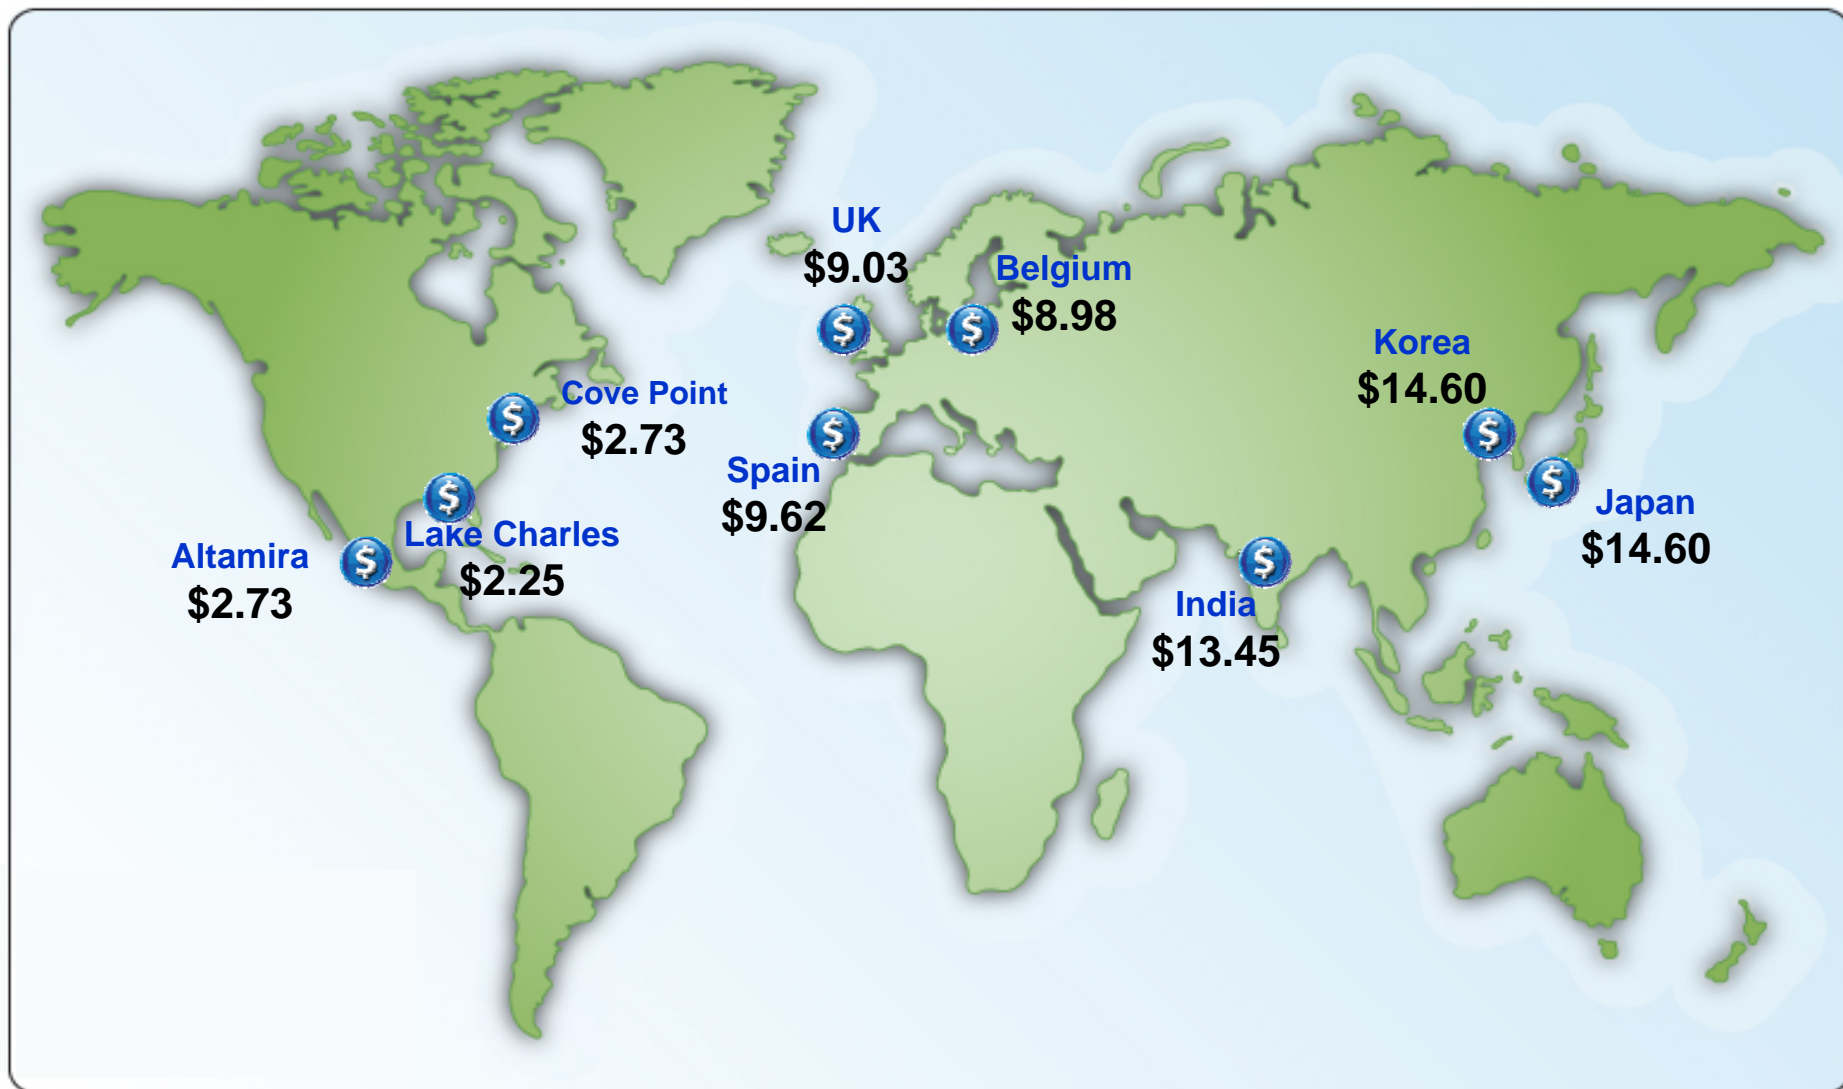 UK
$9.03
Belgium
$8.98
Korea
$14.60
Cove Point
$2.73
Spain
$9.62
Japan
$14.60
Lake Charles
$2.25
Altamira
$2.73
India
$13.45